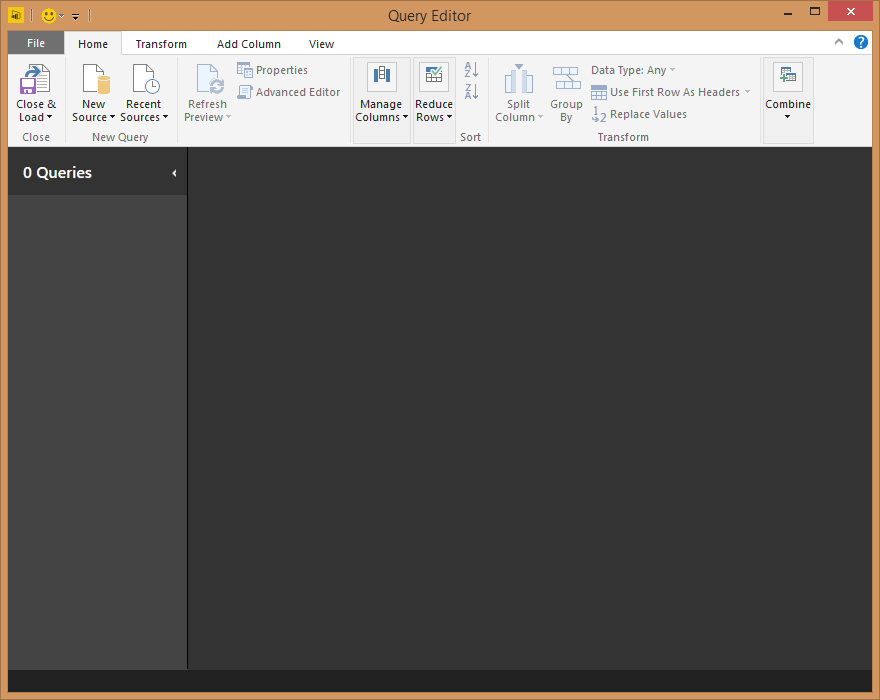 Query Editor
File Home Transform Add Column View
?
Close &
Load
Close
New
Source
Recent
Sources
New Query
Refresh
Preview
Properties
Advanced Editor
Manage
Columns
Reduce
Rows
A
Z
Z
A
Sort
Split
Column
Group
By
Data Type: Any
Use First Row As Headers
1
2
Replace Values
Transform
Combine
0 Queries